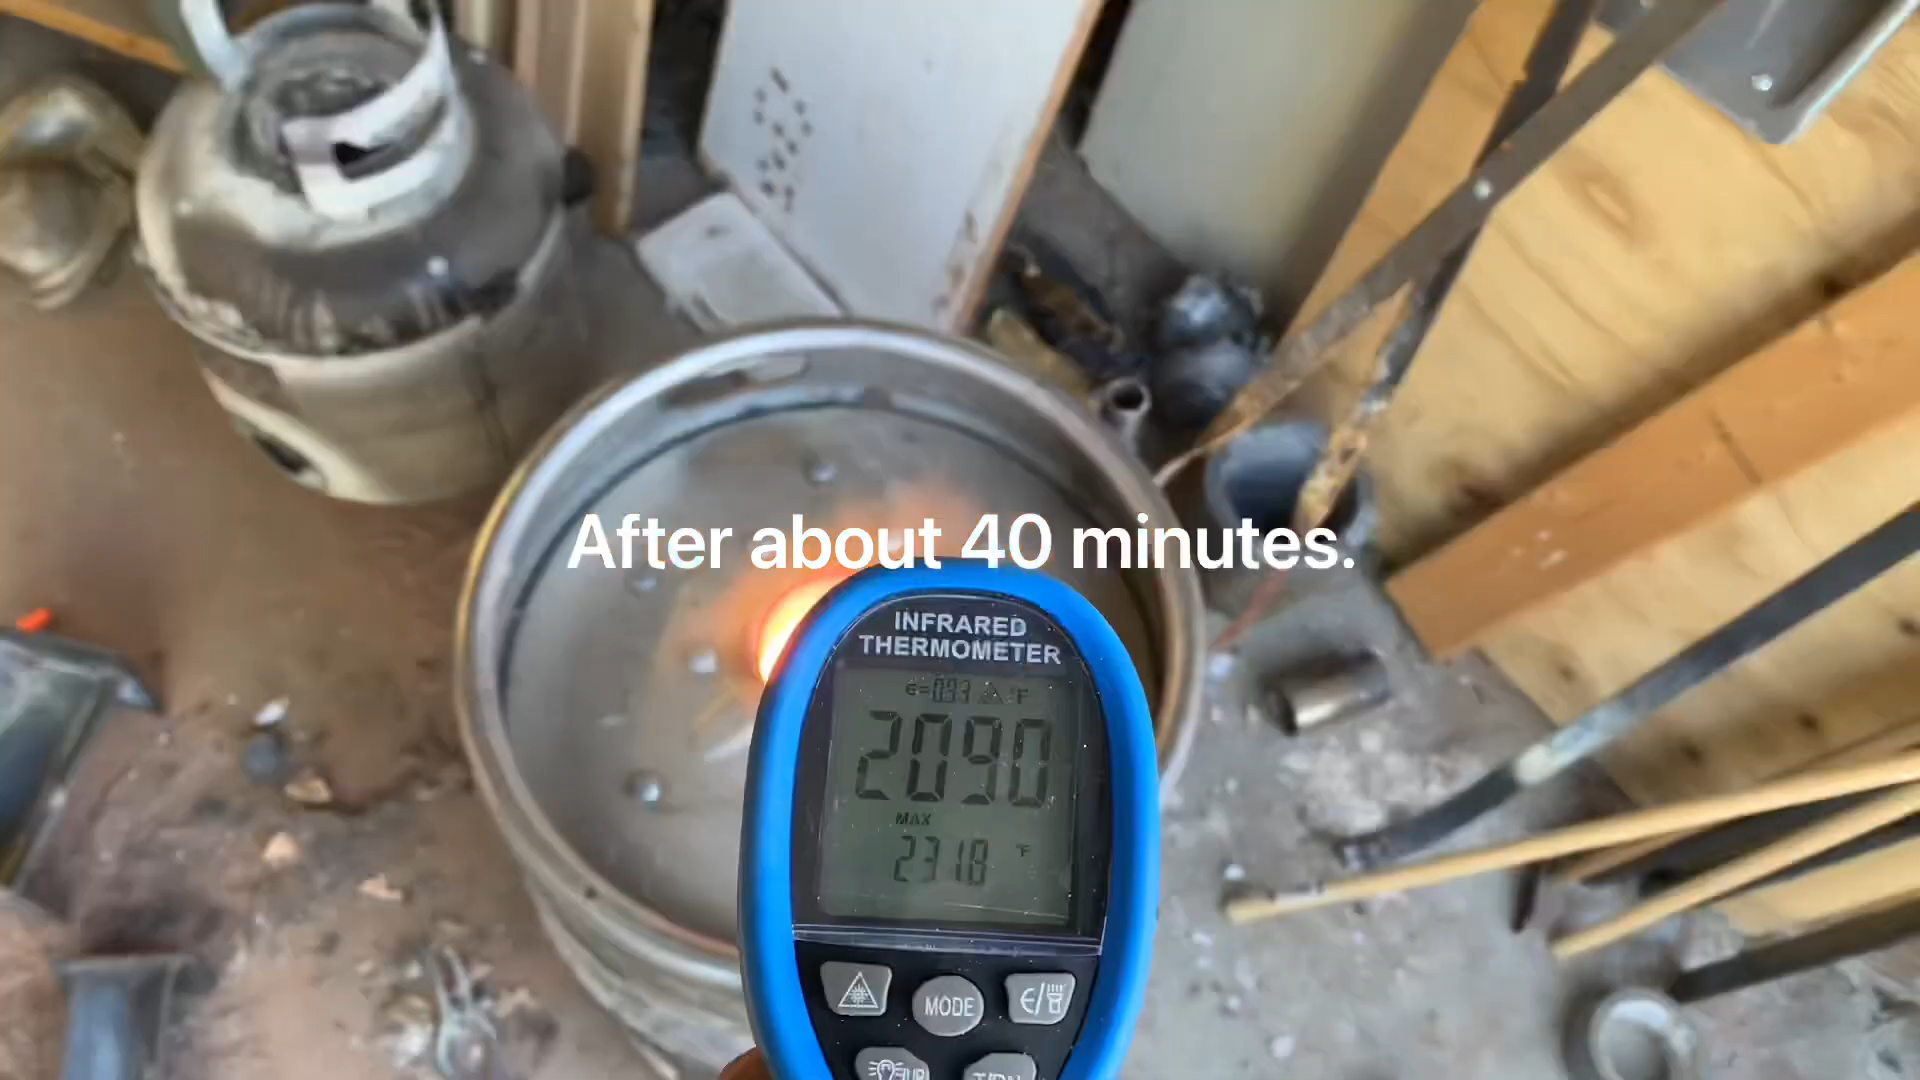 After about 40 minutes.
INFRARED
THERMOMETER
°F
2090
MAX
2318 °F
MODE
E/